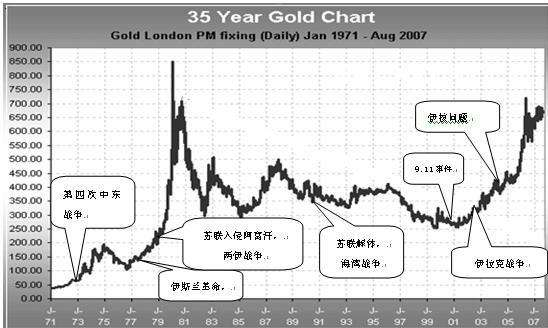 35 Year Gold Chart
Gold London PM fixing (Daily) Jan 1971 - Aug 2007
900.00
850.00
800.00
750.00
700.00
650.00
600.00
550.00
500.00
450.00
400.00
350.00
300.00
250.00
200.00
150.00
100.00
50.00
0.00
第四次中东
战争
苏联入侵阿富汗，
两伊战争
伊斯兰革命，
苏联解体，
海湾战争
9.11事件
伊拉克战争
J-
71
J-
73
J-
75
J-
77
J-
79
J-
81
J-
83
J-
85
J-
87
J-
89
J-
91
J-
93
J-
95
J-
97
J-
99
J-
01
J-
03
J-
05
J-
07